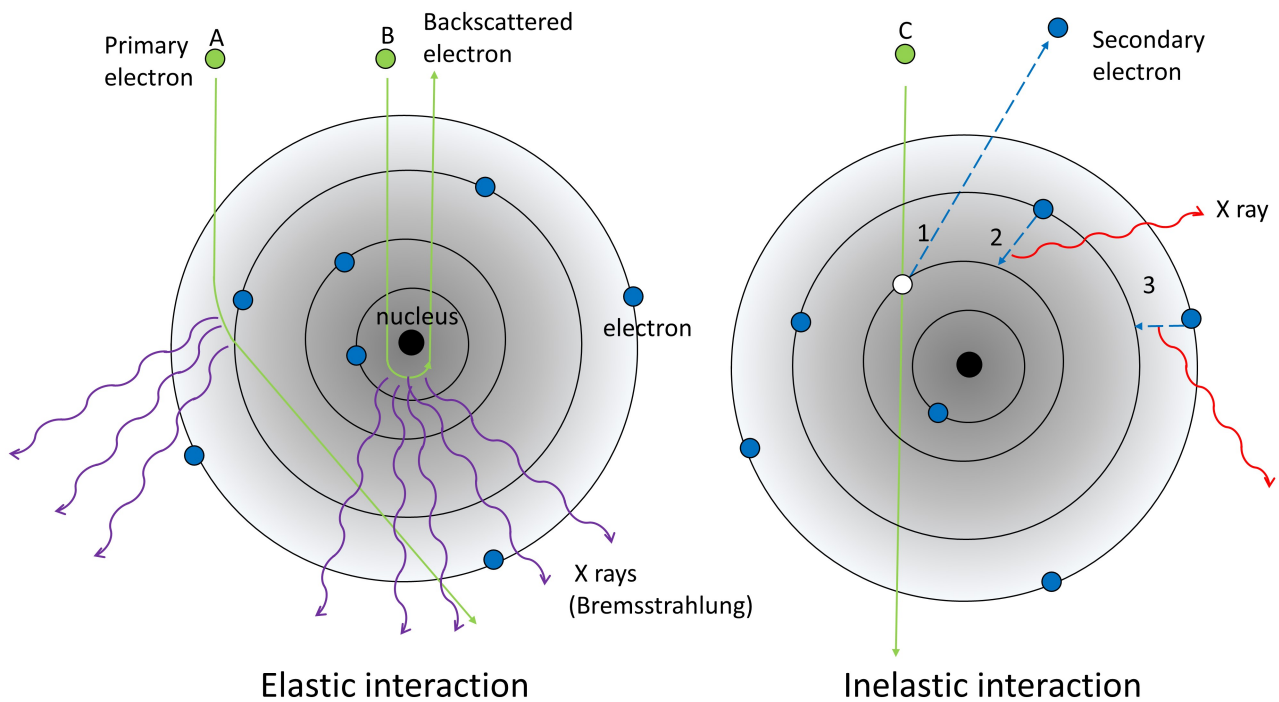 Primary
electron
A
B
Backscattered
electron
nucleus
electron
X rays
(Bremsstrahlung)
Elastic interaction
C
Secondary
electron
1
2
X ray
3
Inelastic interaction